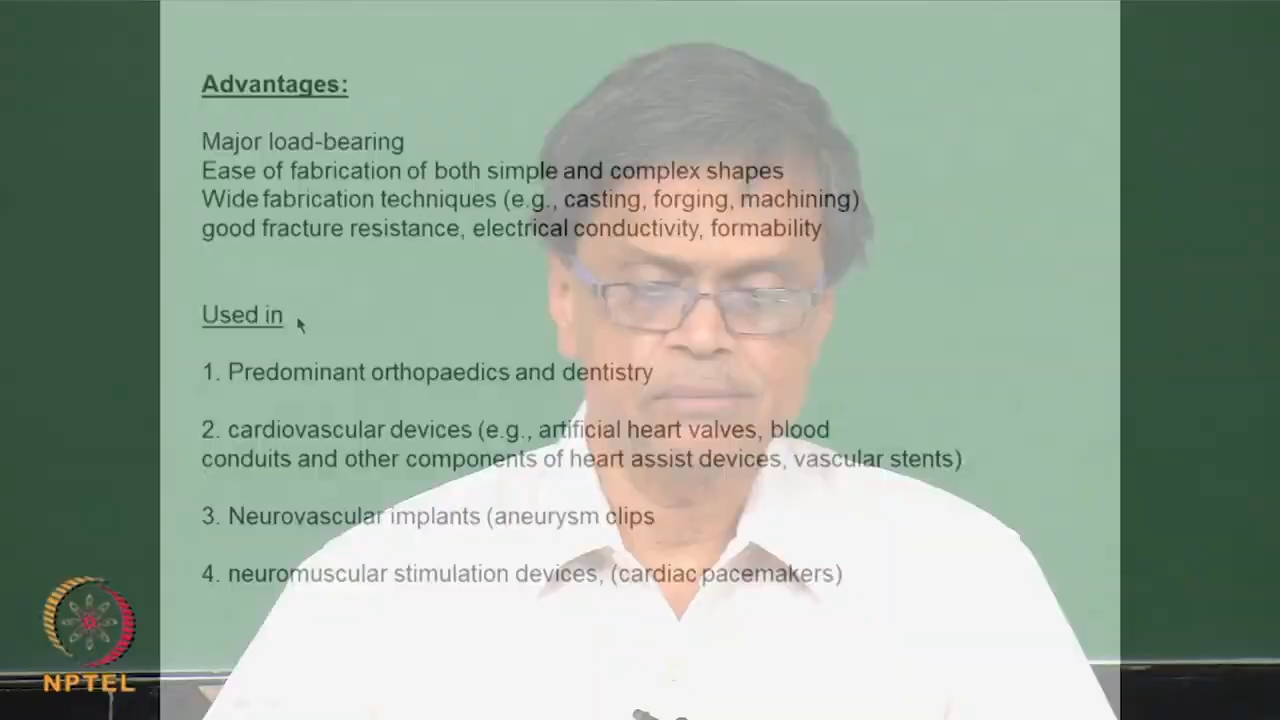 Advantages:
Major load-bearing
Ease of fabrication of both simple and complex shapes
Wide fabrication techniques (e.g., casting, forging, machining)
good fracture resistance, electrical conductivity, formability
Used in
1. Predominant orthopaedics and dentistry
2. cardiovascular devices (e.g., artificial heart valves, blood
conduits and other components of heart assist devices, vascular stents)
3. Neurovascular implants (aneurysm clips
4. neuromuscular stimulation devices, (cardiac pacemakers)
NPTEL